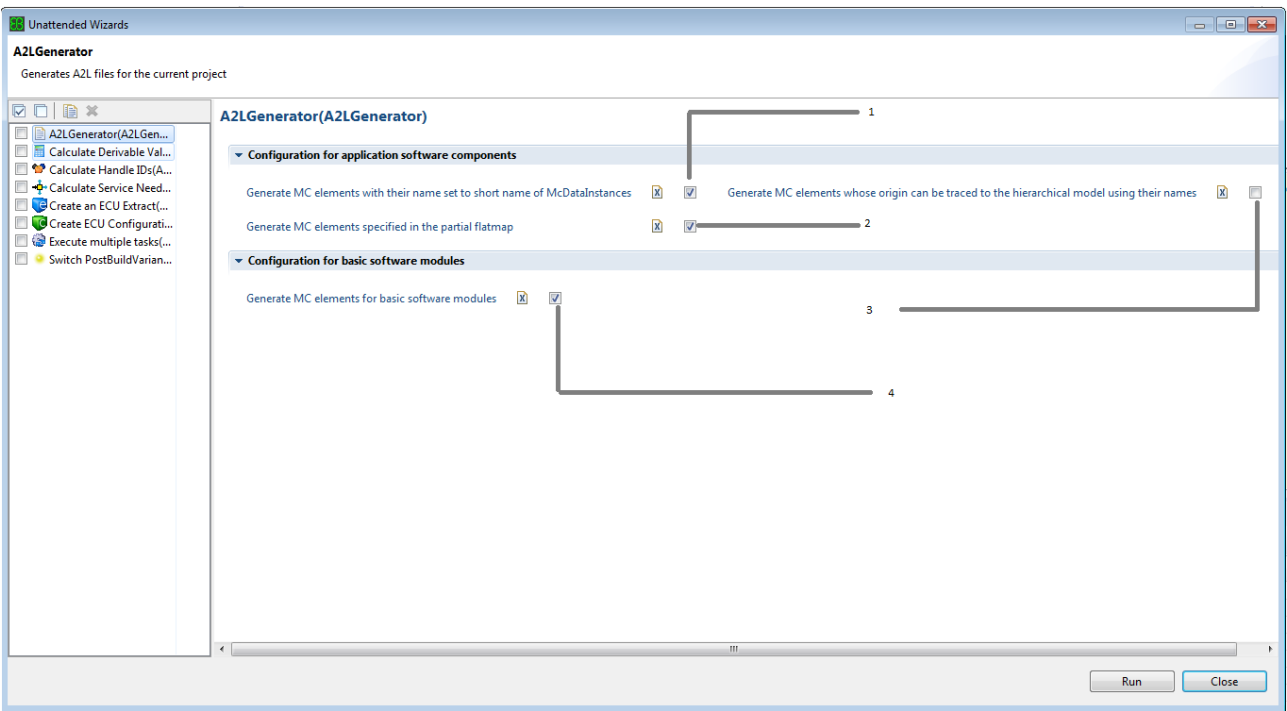 Unattended Wizards
A2LGenerator
Generates A2L files for the current project
A2LGenerator(A2LGen...
Calculate Derivable Val...
Calculate Handle IDs(A...
Calculate Service Need...
Create an ECU Extract(...
Create ECU Configurati...
Execute multiple tasks(...
Switch PostBuildVarian...
A2LGenerator(A2LGenerator)
1
Configuration for application software components
Generate MC elements with their name set to short name of McDataInstances
Generate MC elements whose origin can be traced to the hierarchical model using their names
Generate MC elements specified in the partial flatmap
2
Configuration for basic software modules
Generate MC elements for basic software modules
3
4
Run
Close